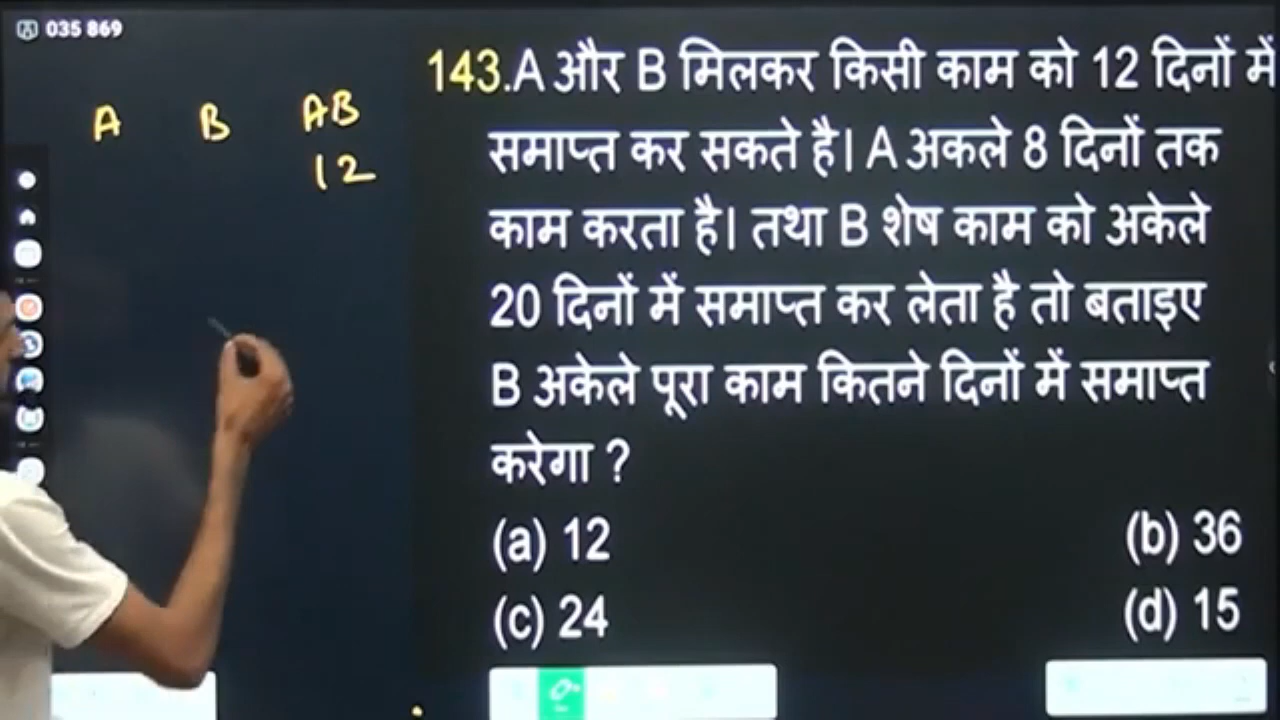 035 869
A B AB
12
143.A और B मिलकर किसी काम को 12 दिनों में
समाप्त कर सकते है। A अकले 8 दिनों तक
काम करता है। तथा B शेष काम को अकेले
20 दिनों में समाप्त कर लेता है तो बताइए
B अकेले पूरा काम कितने दिनों में समाप्त
करेगा ?
(a) 12 (b) 36
(c) 24 (d) 15